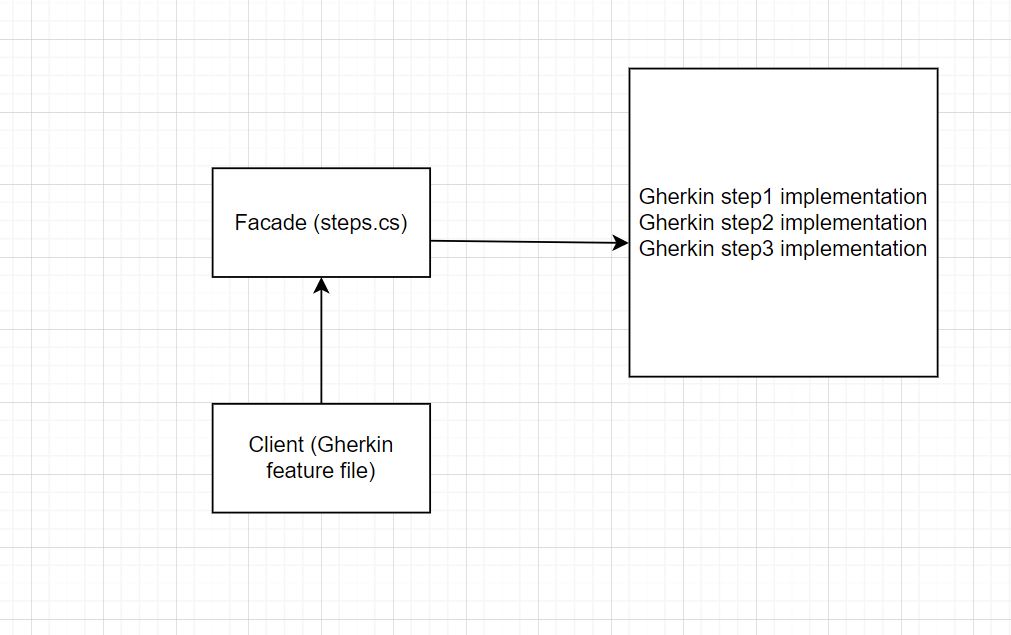 Facade (steps.cs)
Gherkin step1 implementation
Gherkin step2 implementation
Gherkin step3 implementation
Client (Gherkin
feature file)